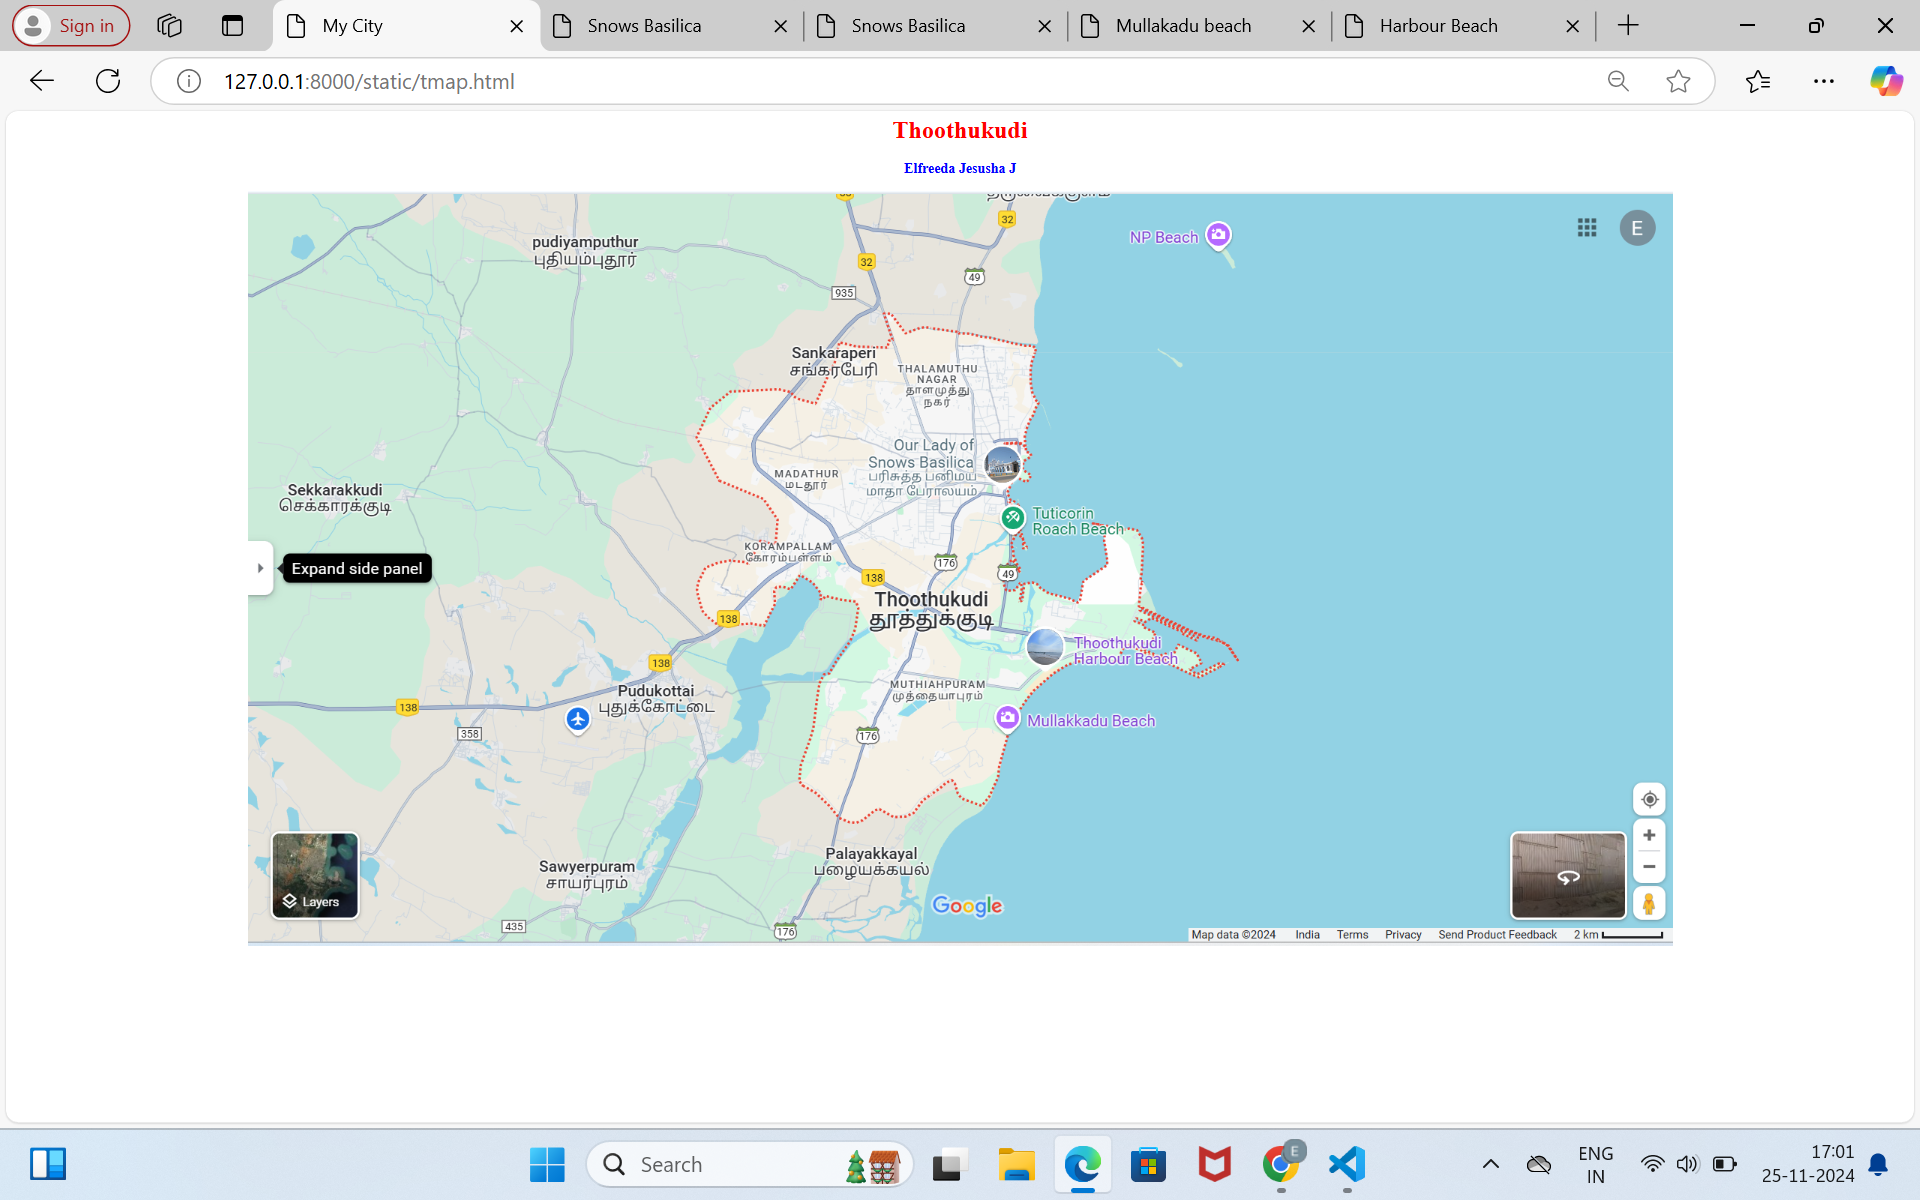 Sign in
My City
Snows Basilica
Snows Basilica
Mullakadu beach
Harbour Beach
127.0.0.1:8000/static/tmap.html
Thoothukudi
Elfreeda Jesusha J
32
NP Beach
E
pudiyamputhur
புதியம்புதூர்
32
49
935
Sankaraperi
சங்கரபேரி
THALAMUTHU
NAGAR
தாளமுத்து
நகர்
Our Lady of
Snows Basilica
பரிசுத்த பனிமய
மாதா பேராலயம்
MADATHUR
மடதூர்
Sekkarakkudi
செக்காரக்குடி
Tuticorin
Roach Beach
KORAMPALLAM
கோரம்பள்ளம்
Expand side panel
176
138
49
Thoothukudi
தூத்துக்குடி
138
Thoothukudi
Harbour Beach
138
MUTHIAHPURAM
முத்தையாபுரம்
Pudukottai
புதுக்கோட்டை
138
Mullakkadu Beach
358
176
Palayakkayal
பழையக்கயல்
Sawyerpuram
சாயர்புரம்
Layers
Google
435
176
Map data ©2024 India Terms Privacy Send Product Feedback 2 km
Search
E
ENG
IN
17:01
25-11-2024